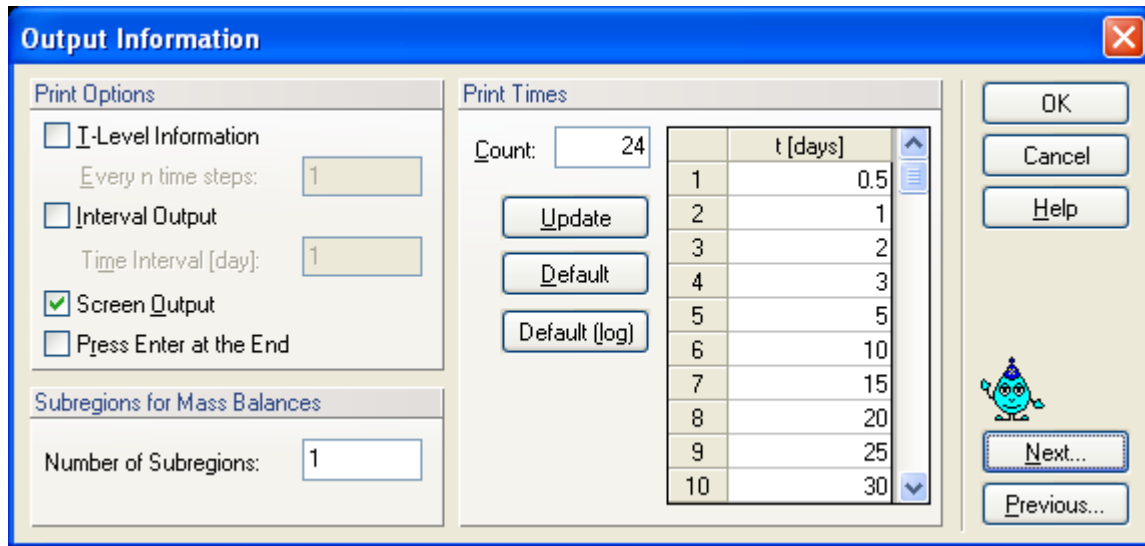 Output Information
Print Options
T-Level Information
Every n time steps: 1
Interval Output
Time Interval [day]: 1
Screen Output
Press Enter at the End
Subregions for Mass Balances
Number of Subregions: 1
Print Times
Count: 24
Update
Default
Default (log)
t [days]
1 0.5
2 1
3 2
4 3
5 5
6 10
7 15
8 20
9 25
10 30
OK
Cancel
Help
Next...
Previous...